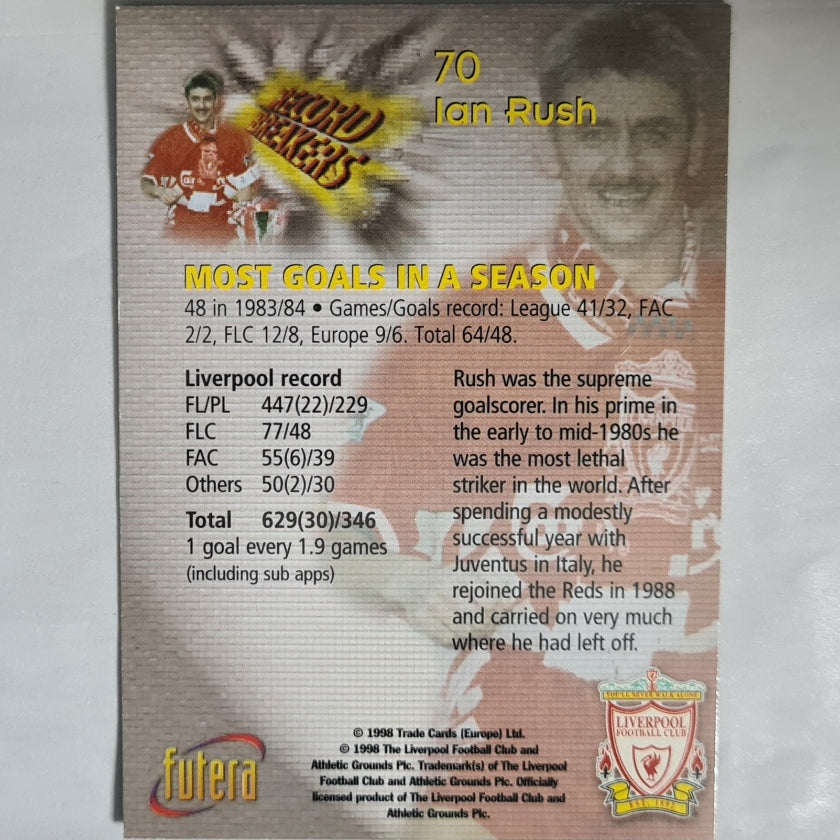 70
Ian Rush
RECORD
BREAKERS
MOST GOALS IN A SEASON
48 in 1983/84 • Games/Goals record: League 41/32, FAC
2/2, FLC 12/8, Europe 9/6. Total 64/48.
Liverpool record
FL/PL 447(22)/229
FLC 77/48
FAC 55(6)/39
Others 50(2)/30
Total 629(30)/346
1 goal every 1.9 games
(including sub apps)
Rush was the supreme
goalscorer. In his prime in
the early to mid-1980s he
was the most lethal
striker in the world. After
spending a modestly
successful year with
Juventus in Italy, he
rejoined the Reds in 1988
and carried on very much
where he had left off.
futera
© 1998 Trade Cards (Europe) Ltd.
© 1998 The Liverpool Football Club and
Athletic Grounds Plc. Trademark(s) of The Liverpool
Football Club and Athletic Grounds Plc. Officially
licensed product of The Liverpool Football Club and
Athletic Grounds Plc.
YOU'LL NEVER WALK ALONE
LIVERPOOL
FOOTBALL CLUB
EST. 1892